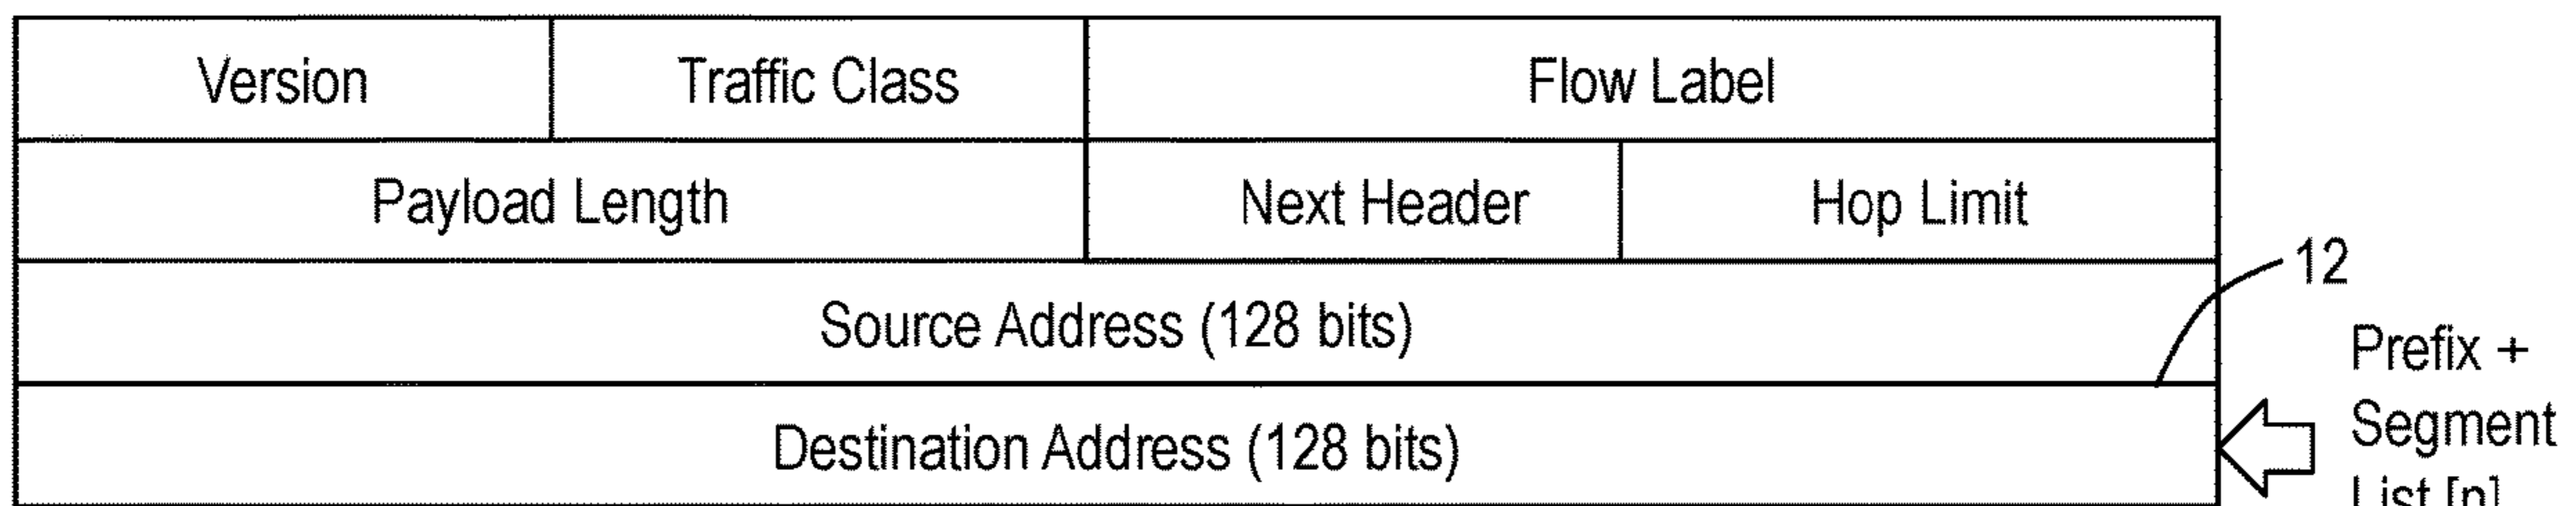 Version Traffic Class Flow Label
Payload Length Next Header Hop Limit
12
Source Address (128 bits)
Prefix +
Segment
List [n]
Destination Address (128 bits)